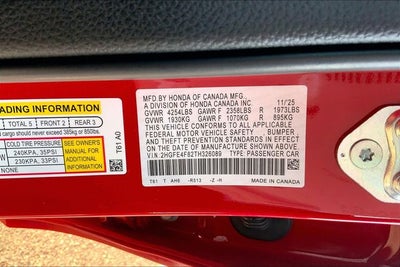 ADING INFORMATION
TOTAL 5 FRONT 2 REAR 3
d cargo should never exceed 385kg or 850lbs.
COLD TIRE PRESSURE
240KPA, 35PSI
230KPA, 33PSI
NONE
SEE OWNER'S
MANUAL FOR
ADDITIONAL
INFORMATION
T61 A0
MFD. BY HONDA OF CANADA MFG.,
A DIVISION OF HONDA CANADA INC 11/25
GVWR 4254LBS GAWR F 2358LBS R 1973LBS
GVWR 1930KG GAWR F 1070KG R 895KG
THIS VEHICLE CONFORMS TO ALL APPLICABLE
FEDERAL MOTOR VEHICLE SAFETY BUMPER
AND THEFT PREVENTION STANDARDS IN EFFECT
ON THE DATE OF MANUFACTURE SHOWN ABOVE.
V.I.N: 2HGFE4F82TH326089 TYPE: PASSENGER CAR
T61 T AH6 -R513 -Z -R
MADE IN CANADA